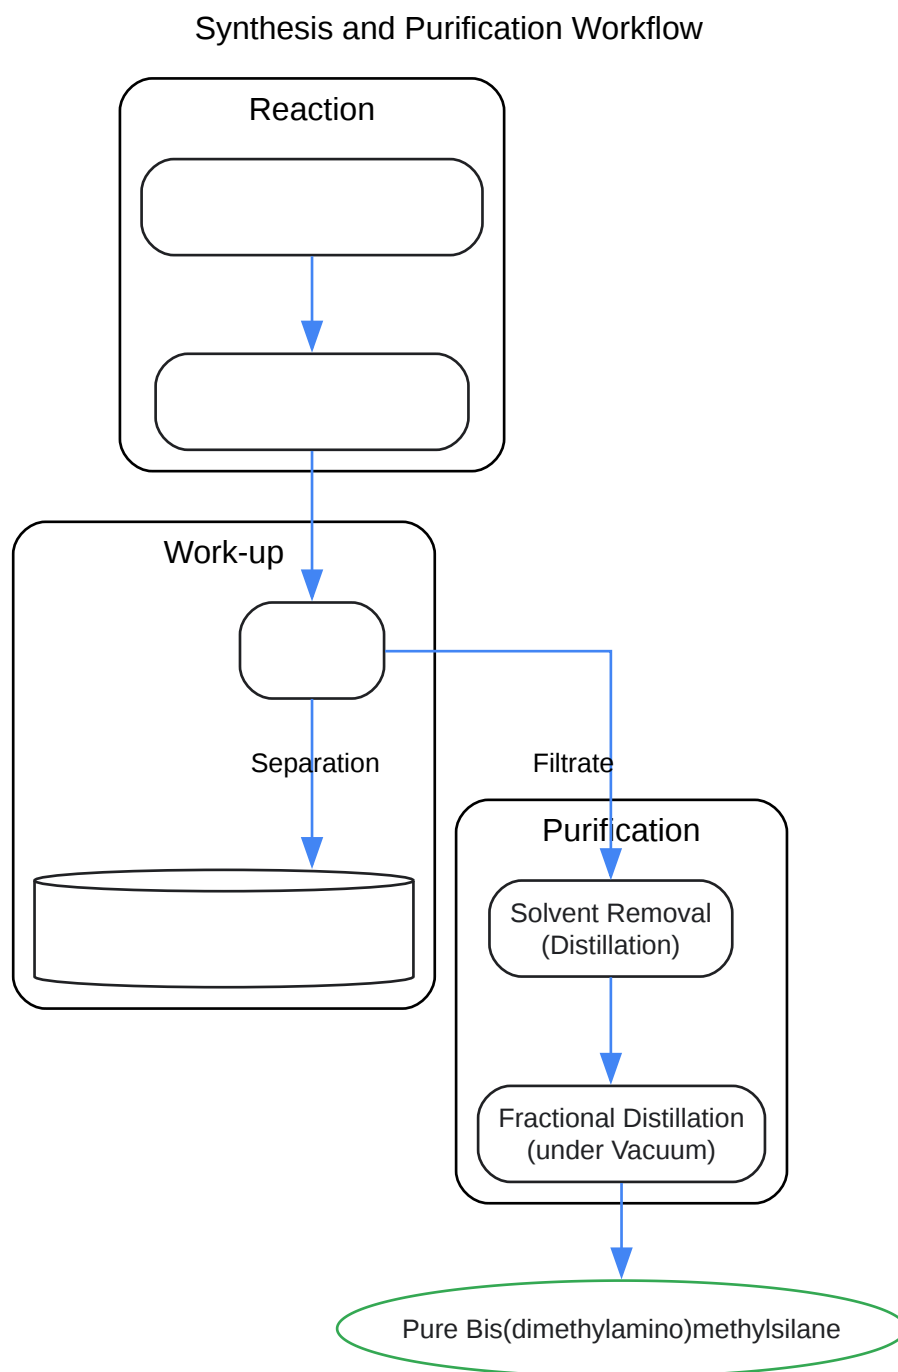 Synthesis and Purification Workflow
Reaction
Work-up
Separation
Filtrate
Purification
Solvent Removal
(Distillation)
Fractional Distillation
(under Vacuum)
Pure Bis(dimethylamino)methylsilane